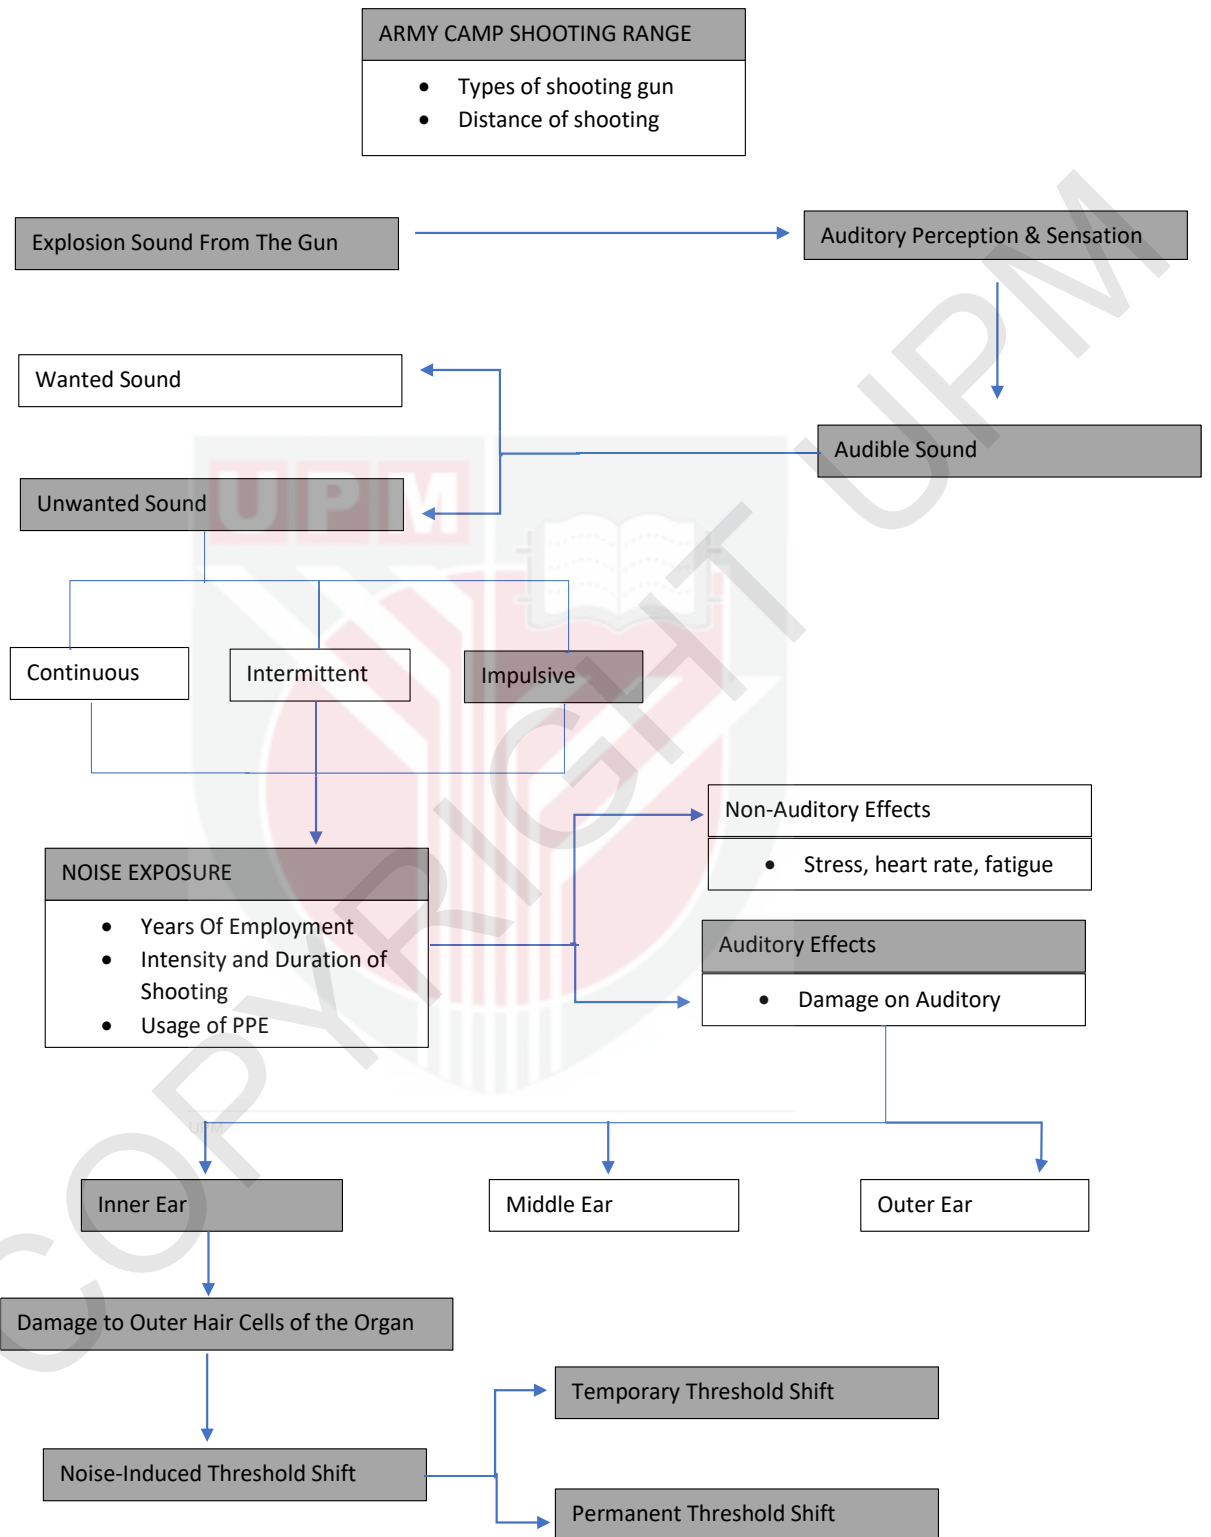 ARMY CAMP SHOOTING RANGE
• Types of shooting gun
• Distance of shooting
Explosion Sound From The Gun
Auditory Perception & Sensation
Wanted Sound
Audible Sound
Unwanted Sound
UPM
Continuous
Intermittent
Impulsive
Non-Auditory Effects
• Stress, heart rate, fatigue
NOISE EXPOSURE
• Years Of Employment
• Intensity and Duration of
Shooting
• Usage of PPE
Auditory Effects
• Damage on Auditory
UPM
Inner Ear
Middle Ear
Outer Ear
Damage to Outer Hair Cells of the Organ
Temporary Threshold Shift
Noise-Induced Threshold Shift
Permanent Threshold Shift
COPYRIGHT UPM